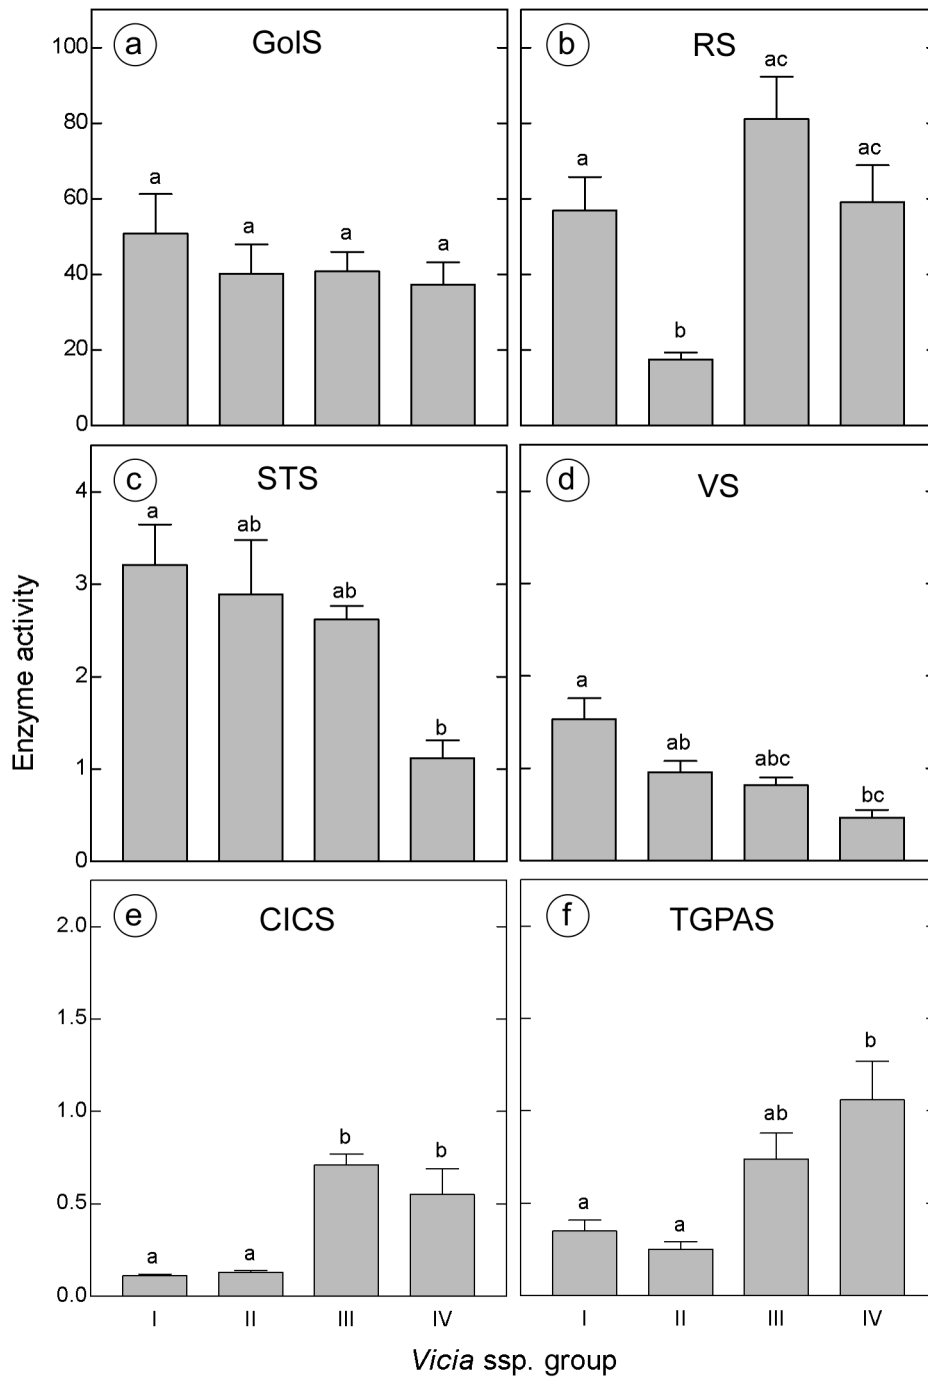 a GolS
a a a a
100
80
60
40
20
0
b RS
a b ac ac
c STS
a ab ab b
4
3
2
1
0
d VS
a ab abc bc
e CICS
a a b b
2.0
1.5
1.0
0.5
0.0
I II III IV
f TGPAS
a a ab b
I II III IV
Enzyme activity
Vicia ssp. group